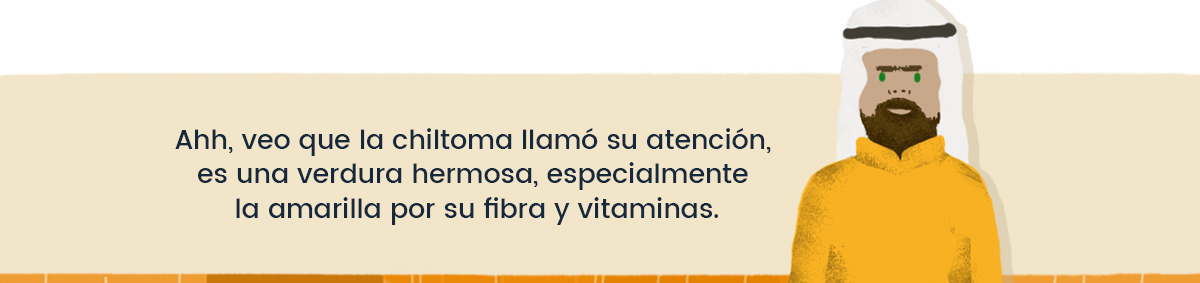 Ahh, veo que la chiltoma llamó su atención,
es una verdura hermosa, especialmente
la amarilla por su fibra y vitaminas.